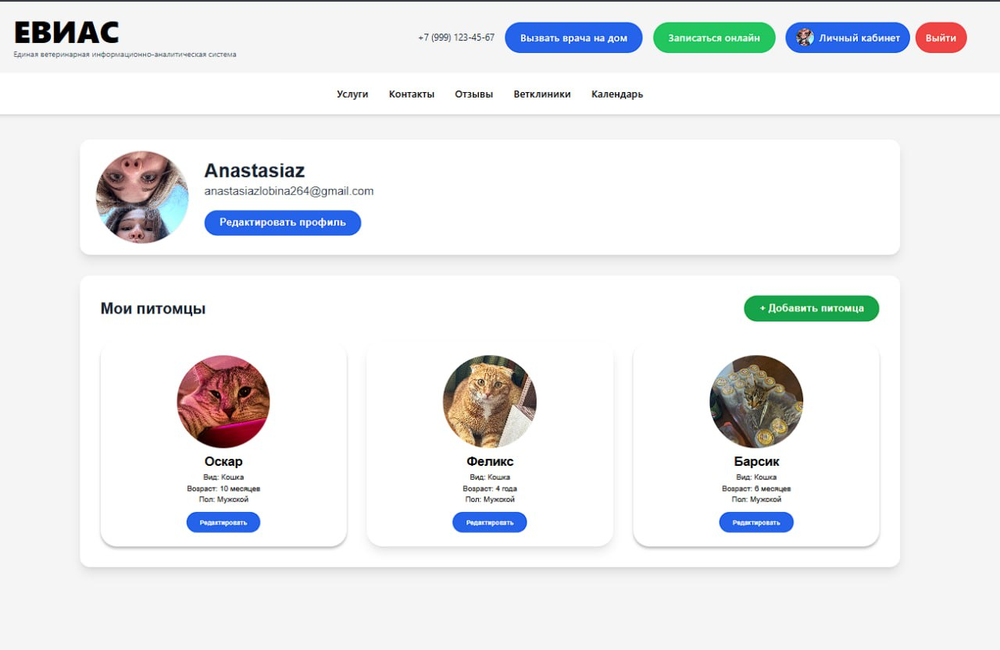 ЕВИАС
Единая ветеринарная информационно-аналитическая система
+7 (999) 123-45-67
Вызвать врача на дом
Записаться онлайн
Личный кабинет
Выйти
Услуги
Контакты
Отзывы
Ветклиники
Календарь
Anastasiaz
anastasiazlobina264@gmail.com
Редактировать профиль
Мои питомцы
+ Добавить питомца
Оскар
Вид: Кошка
Возраст: 10 месяцев
Пол: Мужской
Редактировать
Феликс
Вид: Кошка
Возраст: 4 года
Пол: Мужской
Редактировать
Барсик
Вид: Кошка
Возраст: 6 месяцев
Пол: Мужской
Редактировать